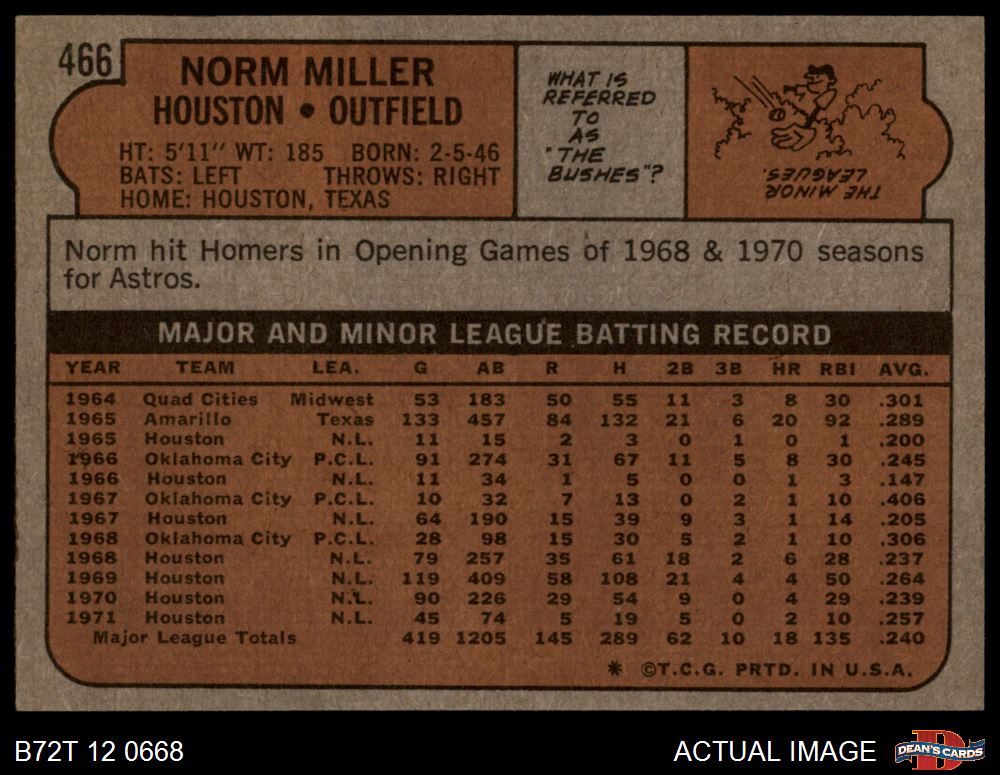 466
NORM MILLER
HOUSTON • OUTFIELD
HT: 5'11" WT: 185 BORN: 2-5-46
BATS: LEFT THROWS: RIGHT
HOME: HOUSTON, TEXAS
WHAT IS
REFERRED
TO
AS
"THE
BUSHES"?
THE MINOR
LEAGUES.
Norm hit Homers in Opening Games of 1968 & 1970 seasons
for Astros.
MAJOR AND MINOR LEAGUE BATTING RECORD
YEAR TEAM LEA. G AB R H 2B 3B HR RBI AVG.
1964 Quad Cities Midwest 53 183 50 55 11 3 8 30 .301
1965 Amarillo Texas 133 457 84 132 21 6 20 92 .289
1965 Houston N.L. 11 15 2 3 0 1 0 1 .200
1966 Oklahoma City P.C.L. 91 274 31 67 11 5 8 30 .245
1966 Houston N.L. 11 34 1 5 0 0 1 3 .147
1967 Oklahoma City P.C.L. 10 32 7 13 0 2 1 10 .406
1967 Houston N.L. 64 190 15 39 9 3 1 14 .205
1968 Oklahoma City P.C.L. 28 98 15 30 5 2 1 10 .306
1968 Houston N.L. 79 257 35 61 18 2 6 28 .237
1969 Houston N.L. 119 409 58 108 21 4 4 50 .264
1970 Houston N.L. 90 226 29 54 9 0 4 29 .239
1971 Houston N.L. 45 74 5 19 5 0 2 10 .257
Major League Totals 419 1205 145 289 62 10 18 135 .240
* ©T.C.G. PRTD. IN U.S.A.
B72T 12 0668 ACTUAL IMAGE DEAN'S CARDS